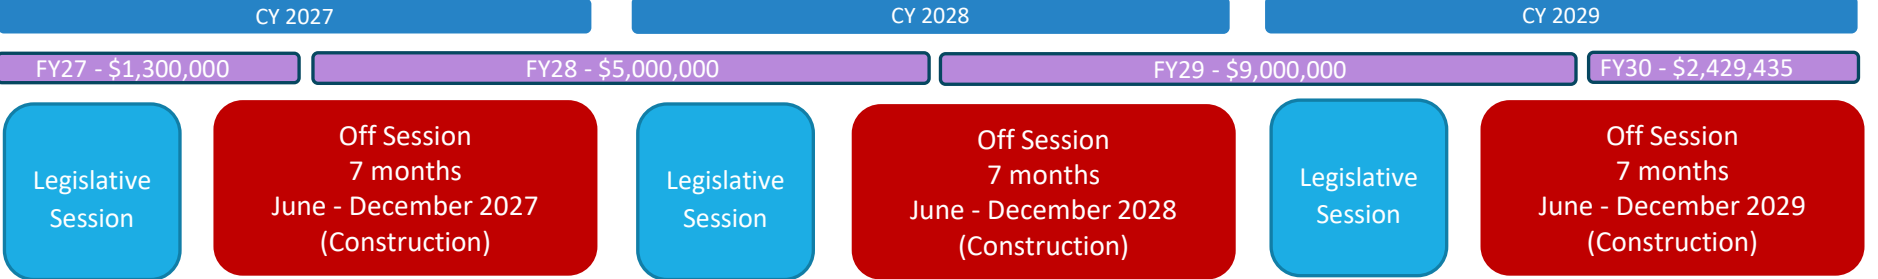 CY 2027
CY 2028
CY 2029
FY27 - $1,300,000
FY28 - $5,000,000
FY29 - $9,000,000
FY30 - $2,429,435
Legislative
Session
Off Session
7 months
June - December 2027
(Construction)
Legislative
Session
Off Session
7 months
June - December 2028
(Construction)
Legislative
Session
Off Session
7 months
June - December 2029
(Construction)